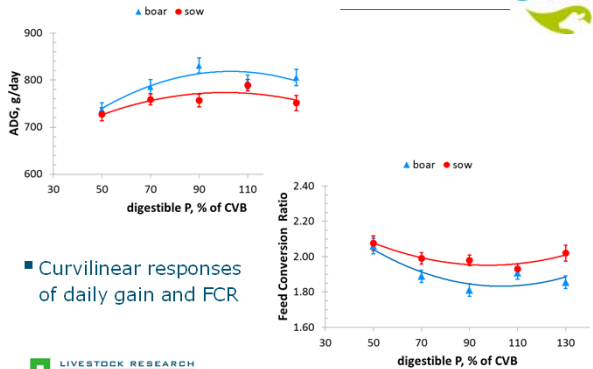 boar sow
900
800
700
600
ADG, g/day
30 50 70 90 110
digestible P, % of CVB
boar sow
2.40
2.20
2.00
1.80
1.60
Feed Conversion Ratio
30 50 70 90 110 130
digestible P, % of CVB
Curvilinear responses
of daily gain and FCR
LIVESTOCK RESEARCH